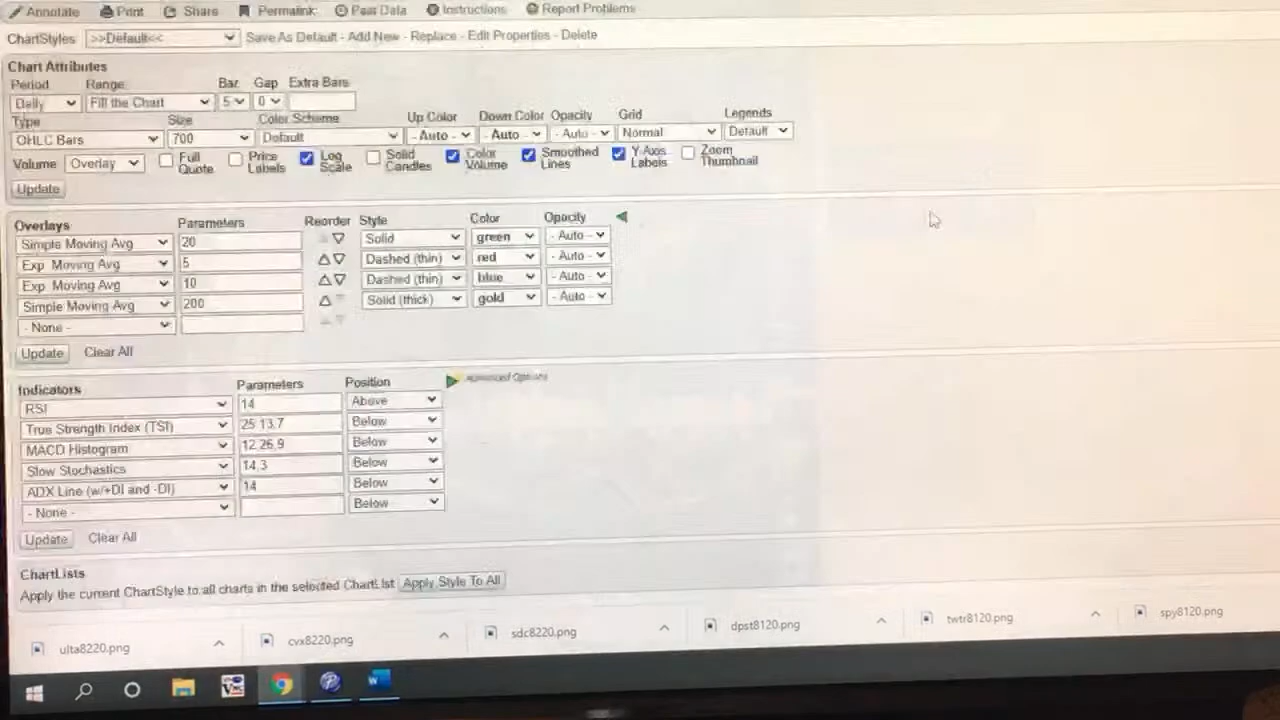 Annotate Print Share Permalink Past Data Instructions Report Problems
ChartStyles >>Default<< Save As Default - Add New - Replace - Edit Properties - Delete
Chart Attributes
Period Range: Bar Gap Extra Bars
Daily Fill the Chart 5 0
Type Size Color Scheme Up Color Down Color Opacity Grid Legends
OHLC Bars 700 Default - Auto - - Auto - - Auto - Normal Default
Volume Overlay Full Quote Price Labels Log Scale Solid Candles Color Volume Smoothed Lines Y-Axis Labels Zoom Thumbnail
Update
Overlays Parameters Reorder Style Color Opacity
Simple Moving Avg 20 Solid green - Auto -
Exp. Moving Avg 5 Dashed (thin) red - Auto -
Exp. Moving Avg 10 Dashed (thin) blue - Auto -
Simple Moving Avg 200 Solid (thick) gold - Auto -
- None -
Update Clear All
Indicators Parameters Position Advanced Options
RSI 14 Above
True Strength Index (TSI) 25,13,7 Below
MACD Histogram 12,26,9 Below
Slow Stochastics 14,3 Below
ADX Line (w/+DI and -DI) 14 Below
- None - Below
Update Clear All
ChartLists
Apply the current ChartStyle to all charts in the selected ChartList Apply Style To All
ulta8220.png cvx8220.png sdc8220.png dpst8120.png twtr8120.png spy8120.png